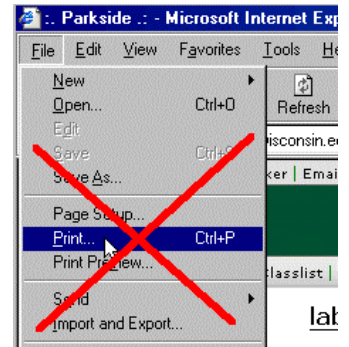 :. Parkside .: - Microsoft Internet Exp
File Edit View Favorites Tools He
New
Open... Ctrl+O
Refresh
Edit
isconsin.e
Save Ctrl+S
Save As...
ker | Emai
Page Setup...
Print... Ctrl+P
Print Preview...
lasslist |
Send
Import and Export...
lab